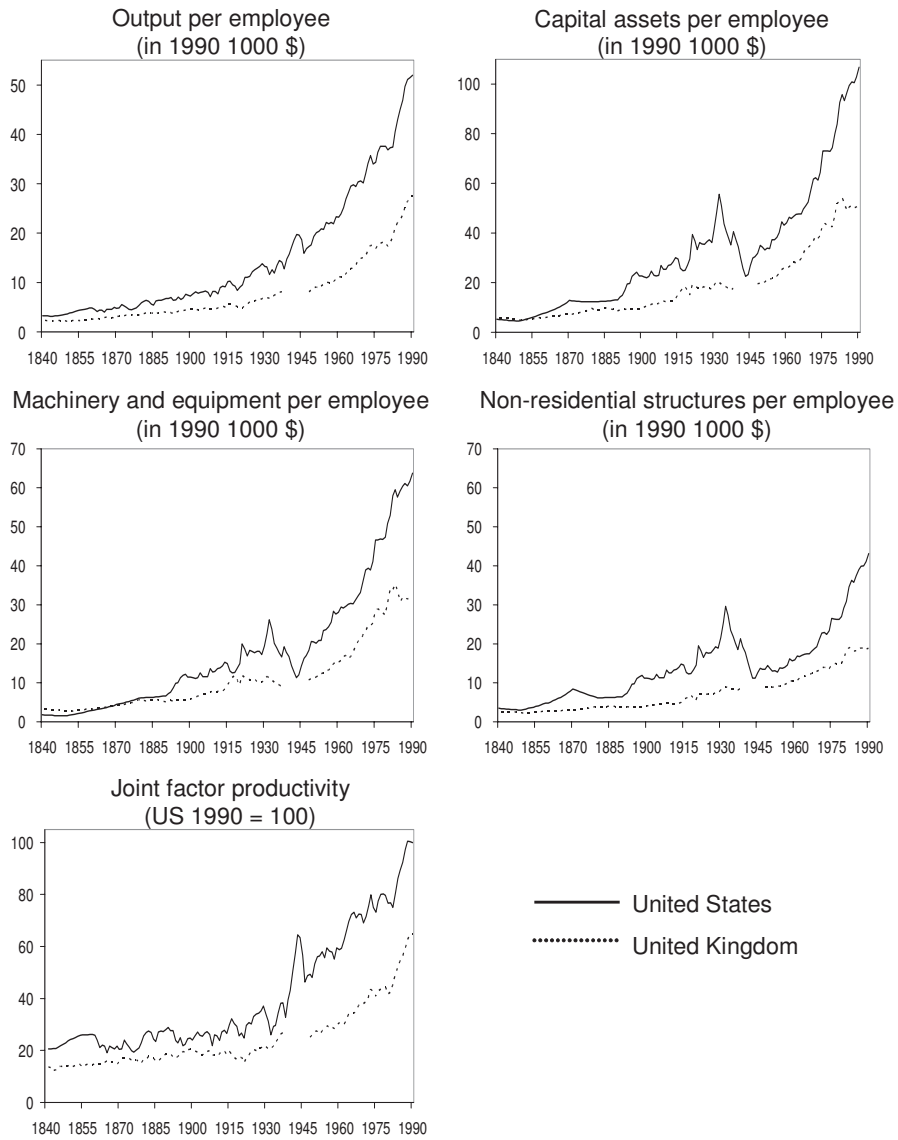 Output per employee
(in 1990 1000 $)
50
40
30
20
10
0
1840 1855 1870 1885 1900 1915 1930 1945 1960 1975 1990
Capital assets per employee
(in 1990 1000 $)
100
80
60
40
20
0
1840 1855 1870 1885 1900 1915 1930 1945 1960 1975 1990
Machinery and equipment per employee
(in 1990 1000 $)
70
60
50
40
30
20
10
0
1840 1855 1870 1885 1900 1915 1930 1945 1960 1975 1990
Non-residential structures per employee
(in 1990 1000 $)
70
60
50
40
30
20
10
0
1840 1855 1870 1885 1900 1915 1930 1945 1960 1975 1990
Joint factor productivity
(US 1990 = 100)
100
80
60
40
20
0
1840 1855 1870 1885 1900 1915 1930 1945 1960 1975 1990
United States
United Kingdom